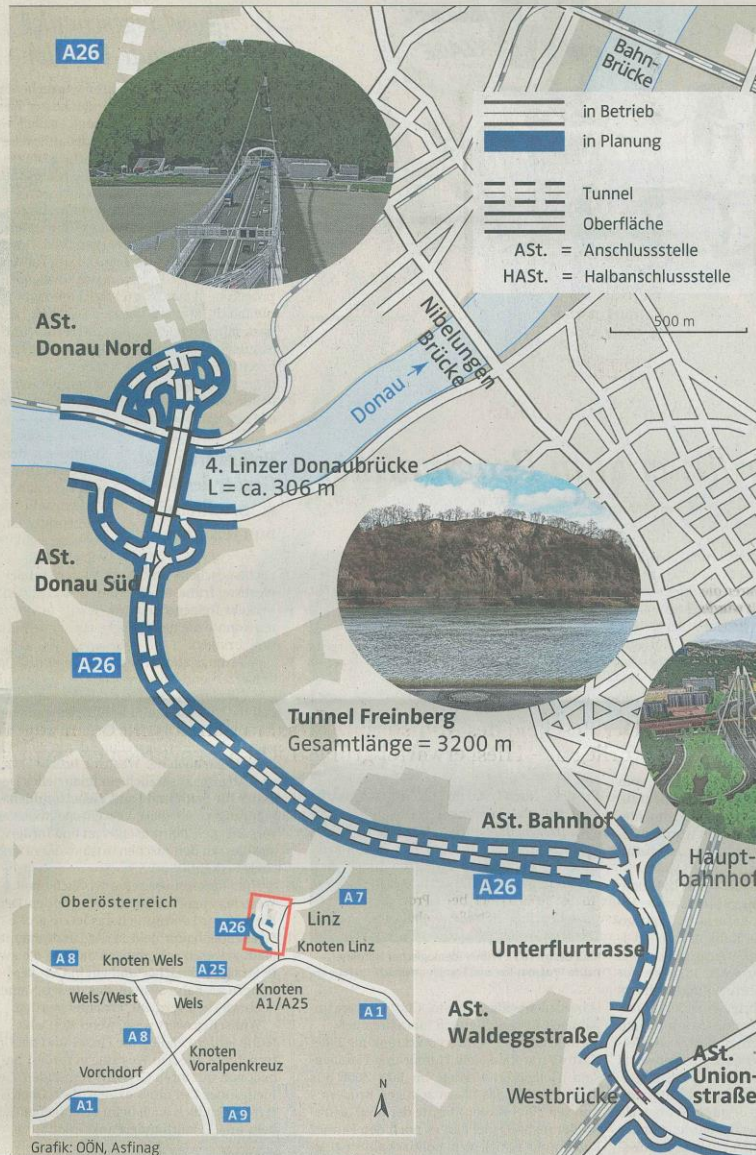 A26
Bahn-
Brücke
in Betrieb
in Planung
Tunnel
Oberfläche
ASt. = Anschlussstelle
HASt. = Halbanschlussstelle
500 m
ASt.
Donau Nord
Nibelungen
Brücke
Donau
4. Linzer Donaubrücke
L = ca. 306 m
ASt.
Donau Süd
A26
Tunnel Freinberg
Gesamtlänge = 3200 m
ASt. Bahnhof
Haupt-
bahnhof
A26
Unterflurtrasse
ASt.
Waldeggstraße
Westbrücke
ASt.
Union-
straße
Oberösterreich
A7
A26
Linz
Knoten Linz
A8
Knoten Wels
A25
Wels/West
Wels
Knoten
A1/A25
A1
A8
Knoten
Voralpenkreuz
Vorchdorf
A1
A9
N
Grafik: OÖN, Asfinag